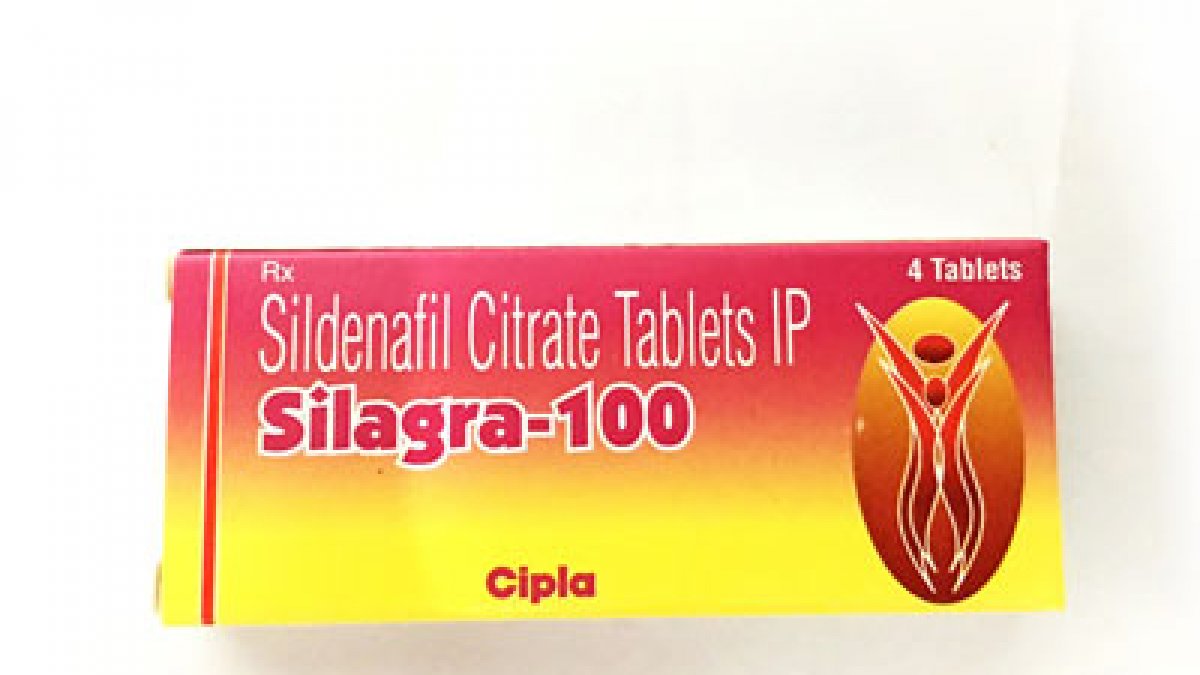 Rx
4 Tablets
Sildenafil Citrate Tablets IP
Silagra-100
Cipla